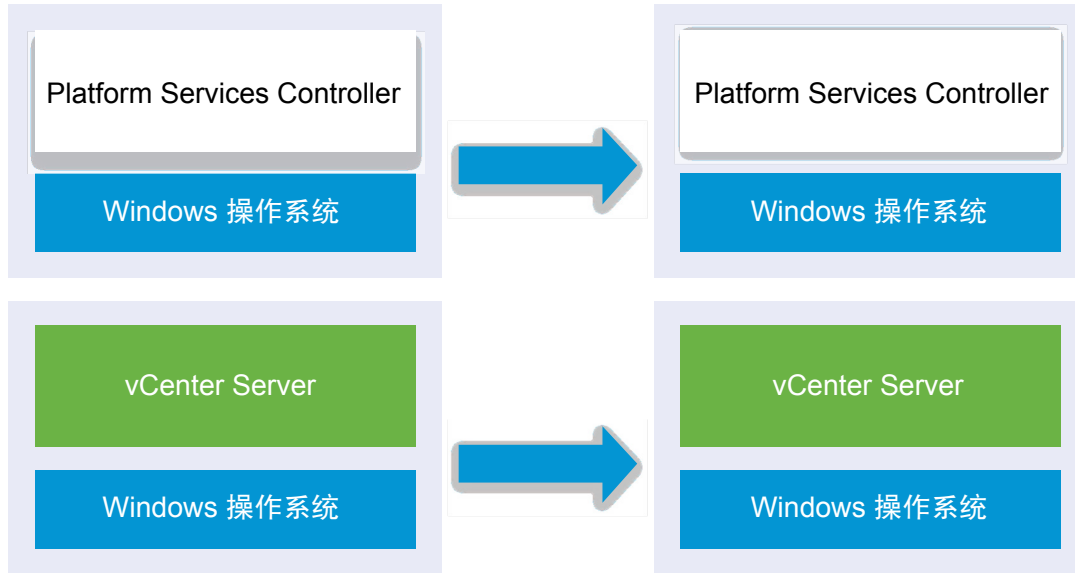 Platform Services Controller
Platform Services Controller
Windows 操作系统
Windows 操作系统
vCenter Server
vCenter Server
Windows 操作系统
Windows 操作系统